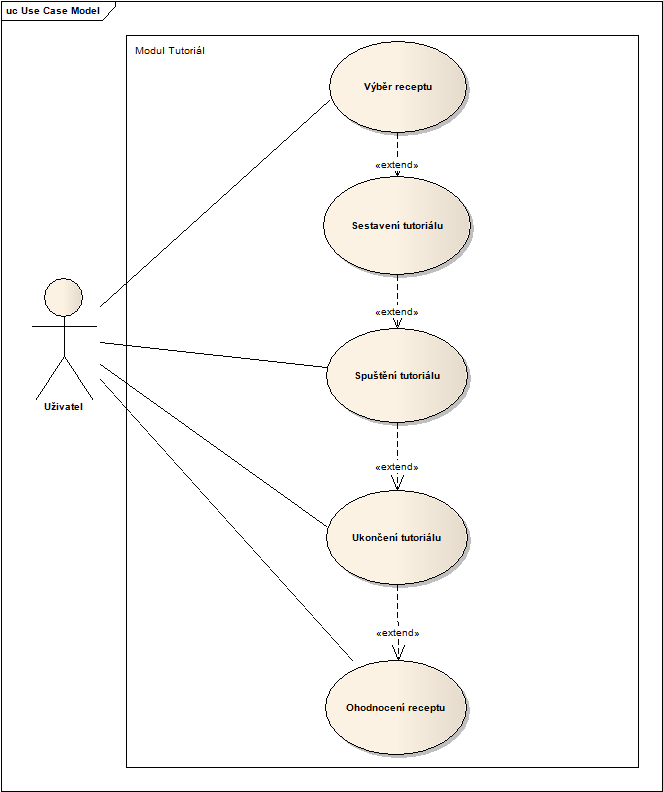 uc Use Case Model
Modul Tutoriál
Výběr receptu
«extend»
Sestavení tutoriálu
«extend»
Spuštění tutoriálu
Uživatel
«extend»
Ukončení tutoriálu
«extend»
Ohodnocení receptu